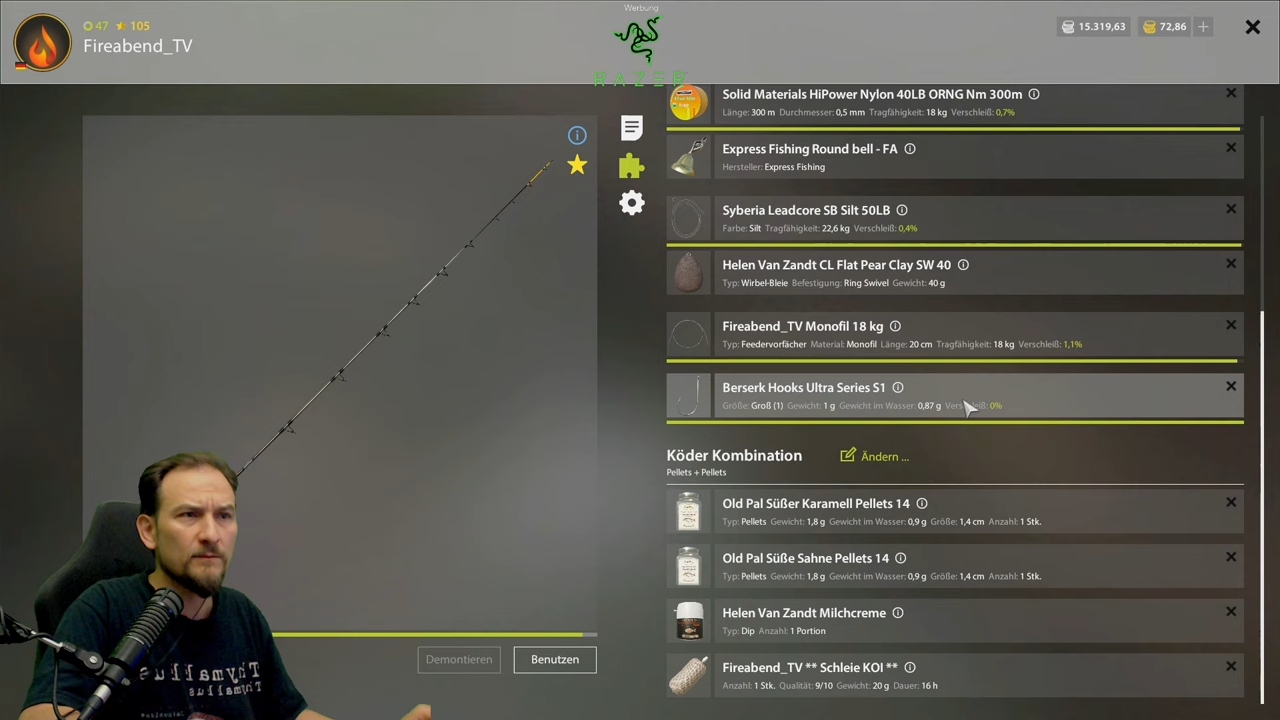 Werbung
47 105
Fireabend_TV
RAZER
15.319,63
72,86
Solid Materials HiPower Nylon 40LB ORNG Nm 300m
Länge: 300 m Durchmesser: 0,5 mm Tragfähigkeit: 18 kg Verschleiß: 0,7%
Express Fishing Round bell - FA
Hersteller: Express Fishing
Syberia Leadcore SB Silt 50LB
Farbe: Silt Tragfähigkeit: 22,6 kg Verschleiß: 0,4%
Helen Van Zandt CL Flat Pear Clay SW 40
Typ: Wirbel-Bleie Befestigung: Ring Swivel Gewicht: 40 g
Fireabend_TV Monofil 18 kg
Typ: Feedervorfächer Material: Monofil Länge: 20 cm Tragfähigkeit: 18 kg Verschleiß: 1,1%
Berserk Hooks Ultra Series S1
Größe: Groß (1) Gewicht: 1 g Gewicht im Wasser: 0,87 g Verschleiß: 0%
Köder Kombination
Ändern ...
Pellets + Pellets
Old Pal Süßer Karamell Pellets 14
Typ: Pellets Gewicht: 1,8 g Gewicht im Wasser: 0,9 g Größe: 1,4 cm Anzahl: 1 Stk.
Old Pal Süße Sahne Pellets 14
Typ: Pellets Gewicht: 1,8 g Gewicht im Wasser: 0,9 g Größe: 1,4 cm Anzahl: 1 Stk.
Helen Van Zandt Milchcreme
Typ: Dip Anzahl: 1 Portion
Fireabend_TV ** Schleie KOI **
Anzahl: 1 Stk. Qualität: 9/10 Gewicht: 20 g Dauer: 16 h
Demontieren
Benutzen